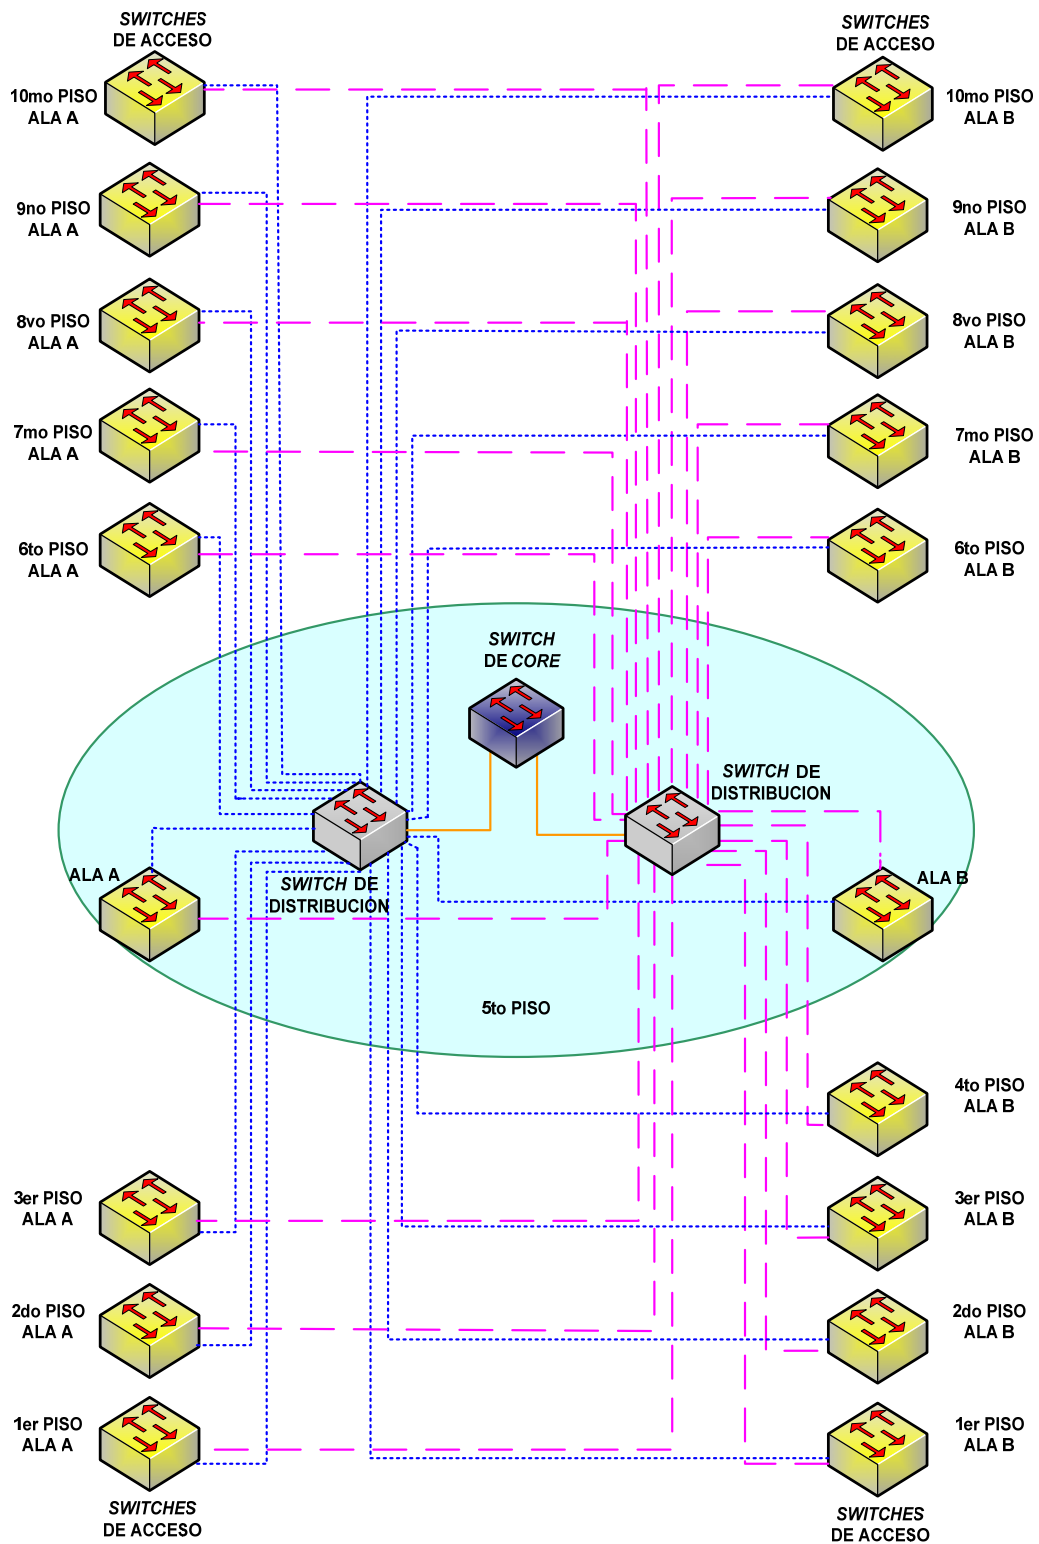 SWITCHES
DE ACCESO
SWITCHES
DE ACCESO
10mo PISO
ALA A
10mo PISO
ALA B
9no PISO
ALA A
9no PISO
ALA B
8vo PISO
ALA A
8vo PISO
ALA B
7mo PISO
ALA A
7mo PISO
ALA B
6to PISO
ALA A
6to PISO
ALA B
SWITCH
DE CORE
SWITCH DE
DISTRIBUCION
ALA A
SWITCH DE
DISTRIBUCION
ALA B
5to PISO
4to PISO
ALA B
3er PISO
ALA A
3er PISO
ALA B
2do PISO
ALA A
2do PISO
ALA B
1er PISO
ALA A
1er PISO
ALA B
SWITCHES
DE ACCESO
SWITCHES
DE ACCESO